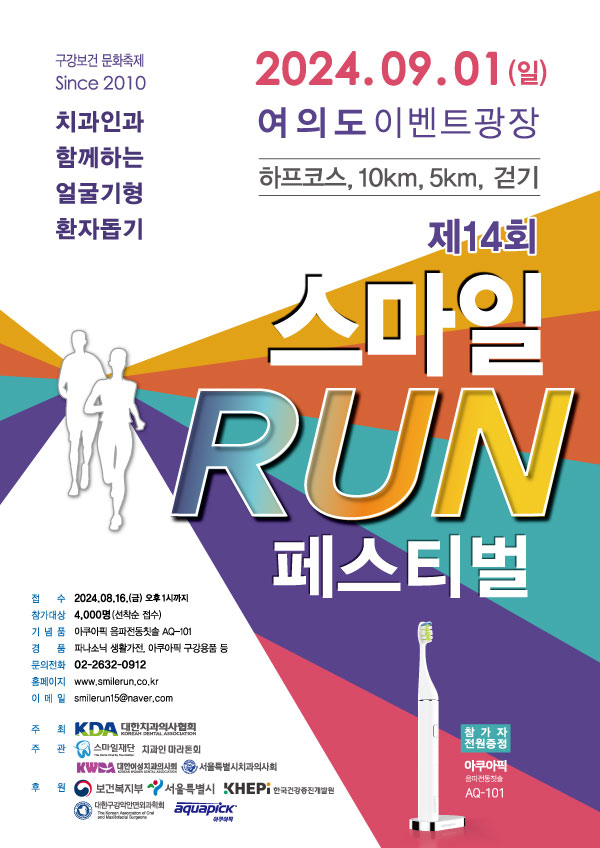 구강보건 문화축제
Since 2010
치과인과
함께하는
얼굴기형
환자돕기
2024.09.01(일)
여의도 이벤트광장
하프코스, 10km, 5km, 걷기
제14회
스마일
RUN
페스티벌
접 수 2024.08.16.(금) 오후 1시까지
참가대상 4,000명(선착순 접수)
기 념 품 아쿠아픽 음파전동칫솔 AQ-101
경 품 파나소닉 생활가전, 아쿠아픽 구강용품 등
문의전화 02-2632-0912
홈페이지 www.smilerun.co.kr
이 메 일 smilerun15@naver.com
주 최 KDA 대한치과의사협회
KOREAN DENTAL ASSOCIATION
주 관 스마일재단 치과인 마라톤회
KWDA 대한여성치과의사회 서울특별시치과의사회
후 원 보건복지부 서울특별시 KHEPI 한국건강증진개발원
대한구강악안면외과학회 aquapick
The Korean Association of Oral
and Maxillofacial Surgeons
아쿠아픽
참가자
전원증정
아쿠아픽
음파전동칫솔
AQ-101